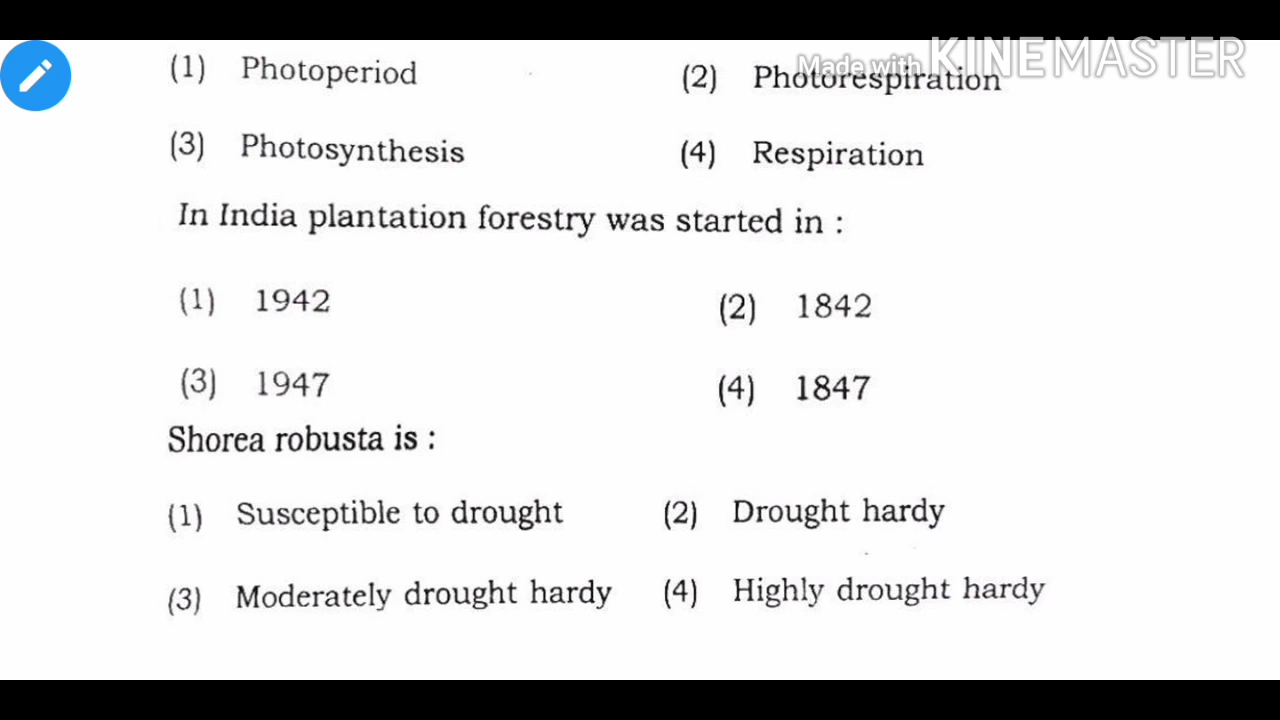 Made with KINEMASTER
(1) Photoperiod (2) Photorespiration
(3) Photosynthesis (4) Respiration
In India plantation forestry was started in :
(1) 1942 (2) 1842
(3) 1947 (4) 1847
Shorea robusta is :
(1) Susceptible to drought (2) Drought hardy
(3) Moderately drought hardy (4) Highly drought hardy